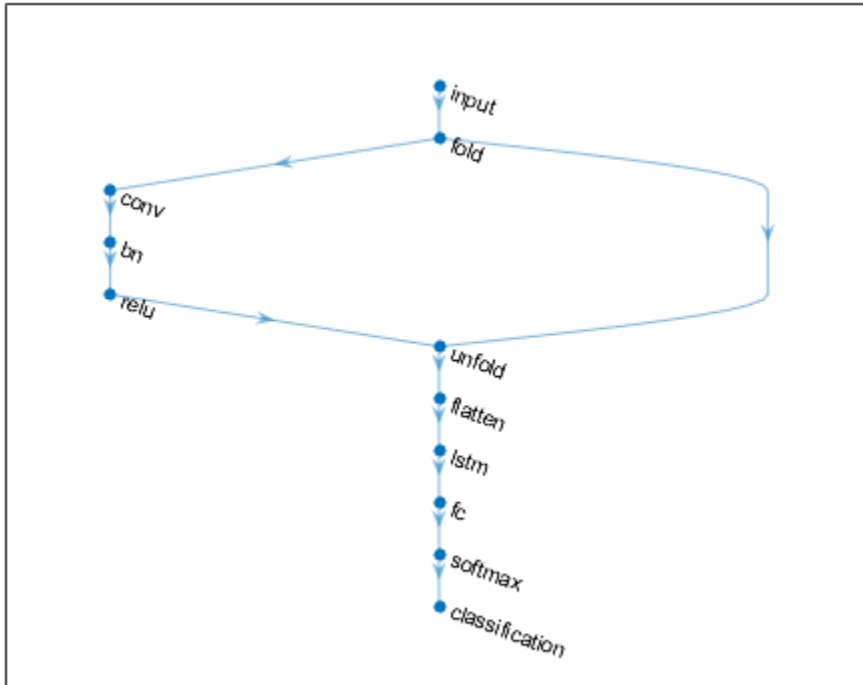 input
fold
conv
bn
relu
unfold
flatten
lstm
fc
softmax
classification